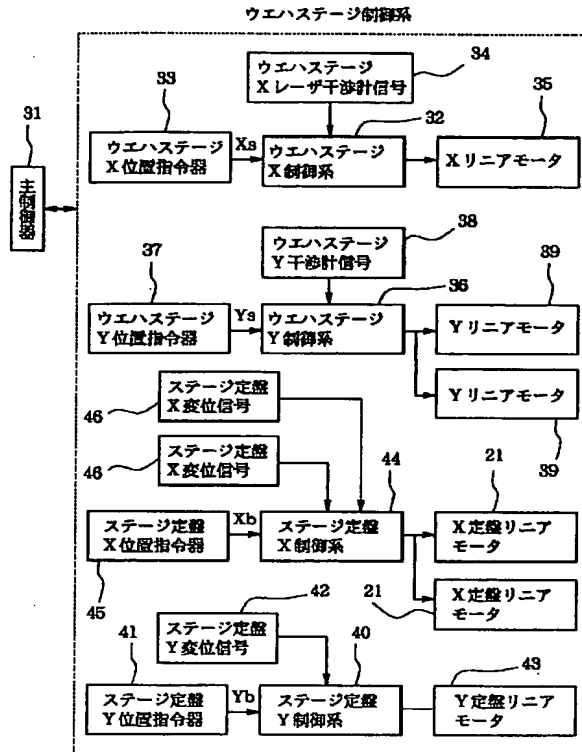 ウエハステージ制御系
34
ウエハステージ
Xレーザ干渉計信号
33
32
35
31
ウエハステージ
X位置指令器
Xs
ウエハステージ
X制御系
Xリニアモータ
主制御器
38
ウエハステージ
Y干渉計信号
37
36
39
ウエハステージ
Y位置指令器
Ys
ウエハステージ
Y制御系
Yリニアモータ
ステージ定盤
X変位信号
46
Yリニアモータ
39
ステージ定盤
X変位信号
46
44
21
ステージ定盤
X位置指令器
Xb
ステージ定盤
X制御系
X定盤リニア
モータ
45
42
21
X定盤リニア
モータ
ステージ定盤
Y変位信号
41
40
43
ステージ定盤
Y位置指令器
Yb
ステージ定盤
Y制御系
Y定盤リニア
モータ